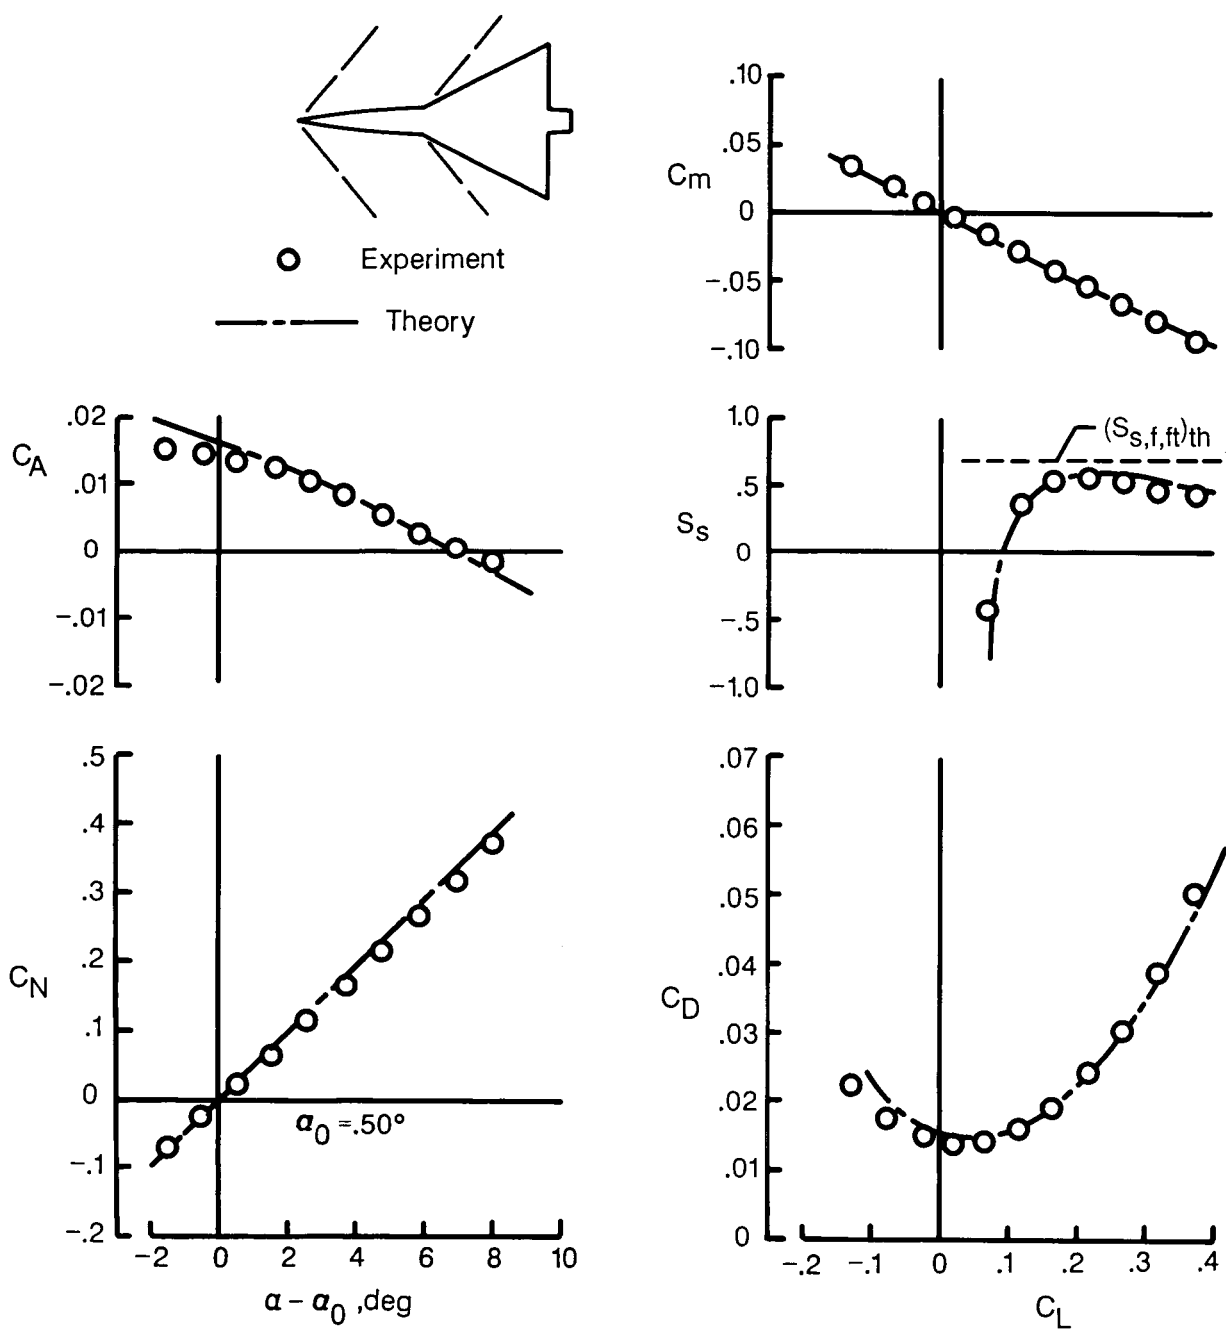 Experiment
Theory
.10
.05
0
-.05
-.10
Cm
.02
.01
0
-.01
-.02
CA
1.0
.5
0
-.5
-1.0
Ss
(Ss,f,ft)th
.5
.4
.3
.2
.1
0
-.1
-.2
CN
α0 = .50°
-2 0 2 4 6 8 10
α - α0 ,deg
.07
.06
.05
.04
.03
.02
.01
0
CD
-.2 -.1 0 .1 .2 .3 .4
CL